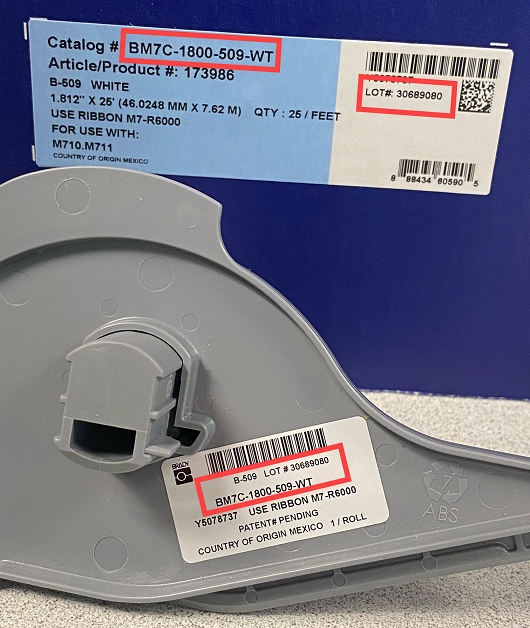 Catalog # BM7C-1800-509-WT
Article/Product #: 173986
B-509 WHITE
1.812" X 25' (46.0248 MM X 7.62 M) QTY : 25 / FEET
USE RIBBON M7-R6000
FOR USE WITH:
M710.M711
COUNTRY OF ORIGIN MEXICO
LOT#: 30689080
8 88434 80590 5
BRADY
B-509 LOT # 30689080
BM7C-1800-509-WT
Y5078737 USE RIBBON M7-R6000
PATENT# PENDING
COUNTRY OF ORIGIN MEXICO 1 / ROLL
ABS